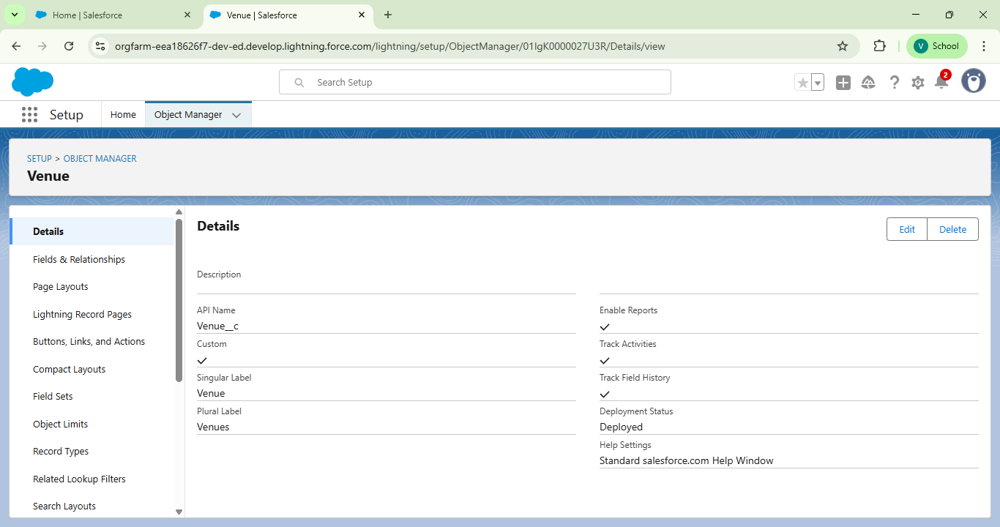 Home | Salesforce
Venue | Salesforce
orgfarm-eea18626f7-dev-ed.develop.lightning.force.com/lightning/setup/ObjectManager/01IgK0000027U3R/Details/view
V
School
Search Setup
2
Setup
Home
Object Manager
SETUP > OBJECT MANAGER
Venue
Details
Fields & Relationships
Page Layouts
Lightning Record Pages
Buttons, Links, and Actions
Compact Layouts
Field Sets
Object Limits
Record Types
Related Lookup Filters
Search Layouts
Details
Edit
Delete
Description
API Name
Venue__c
Custom
Singular Label
Venue
Plural Label
Venues
Enable Reports
Track Activities
Track Field History
Deployment Status
Deployed
Help Settings
Standard salesforce.com Help Window